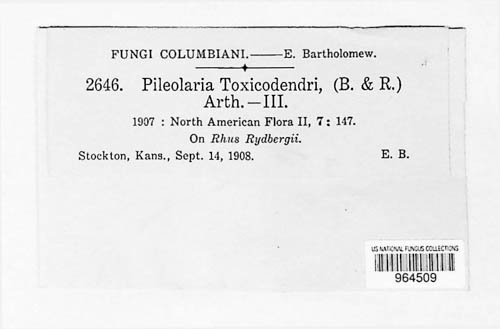 FUNGI COLUMBIANI.——E. Bartholomew.
2646. Pileolaria Toxicodendri, (B. & R.)
Arth.—III.
1907 : North American Flora II, 7: 147.
On Rhus Rydbergii.
Stockton, Kans., Sept. 14, 1908. E. B.
US NATIONAL FUNGUS COLLECTIONS
964509